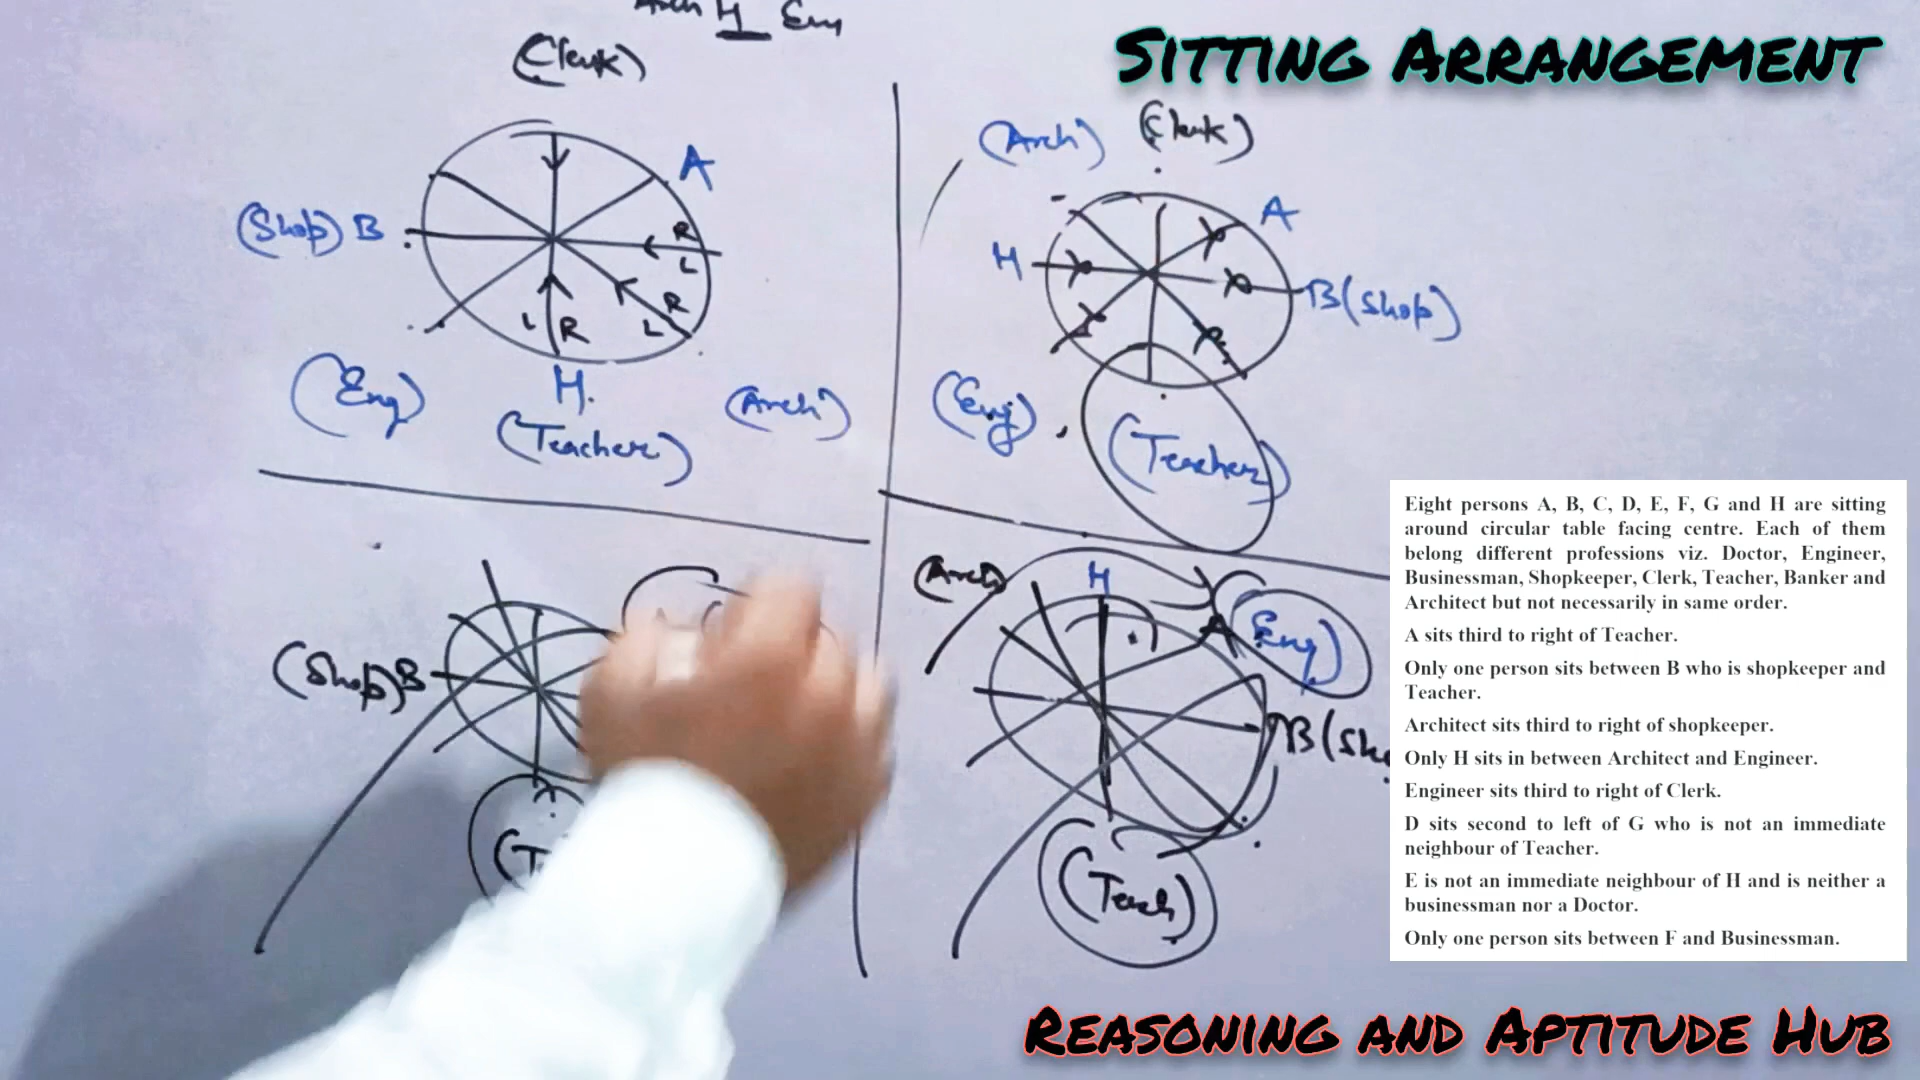 Arch H Eng
SITTING ARRANGEMENT
(Clerk)
A
(Shop) B
R
L
R
L
L R
(Eng)
H.
(Teacher)
(Arch)
(Arch) (Clerk)
A
H
B (Shop)
(Eng)
(Teacher)
(Shop) B
(Arch)
H
A (Eng)
B
(Teach)
Eight persons A, B, C, D, E, F, G and H are sitting
around circular table facing centre. Each of them
belong different professions viz. Doctor, Engineer,
Businessman, Shopkeeper, Clerk, Teacher, Banker and
Architect but not necessarily in same order.
A sits third to right of Teacher.
Only one person sits between B who is shopkeeper and
Teacher.
Architect sits third to right of shopkeeper.
Only H sits in between Architect and Engineer.
Engineer sits third to right of Clerk.
D sits second to left of G who is not an immediate
neighbour of Teacher.
E is not an immediate neighbour of H and is neither a
businessman nor a Doctor.
Only one person sits between F and Businessman.
REASONING AND APTITUDE HUB